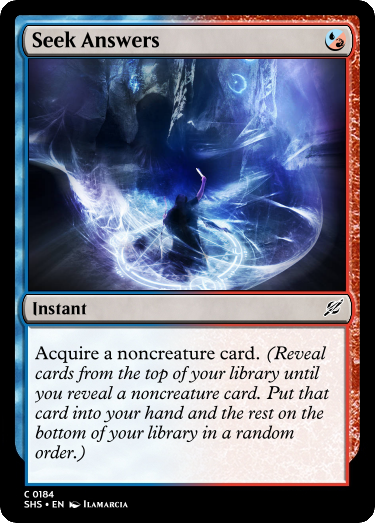 Seek Answers
Instant
Acquire a noncreature card. (Reveal
cards from the top of your library until
you reveal a noncreature card. Put that
card into your hand and the rest on the
bottom of your library in a random
order.)
C 0184
SHS • EN Ilamarcia